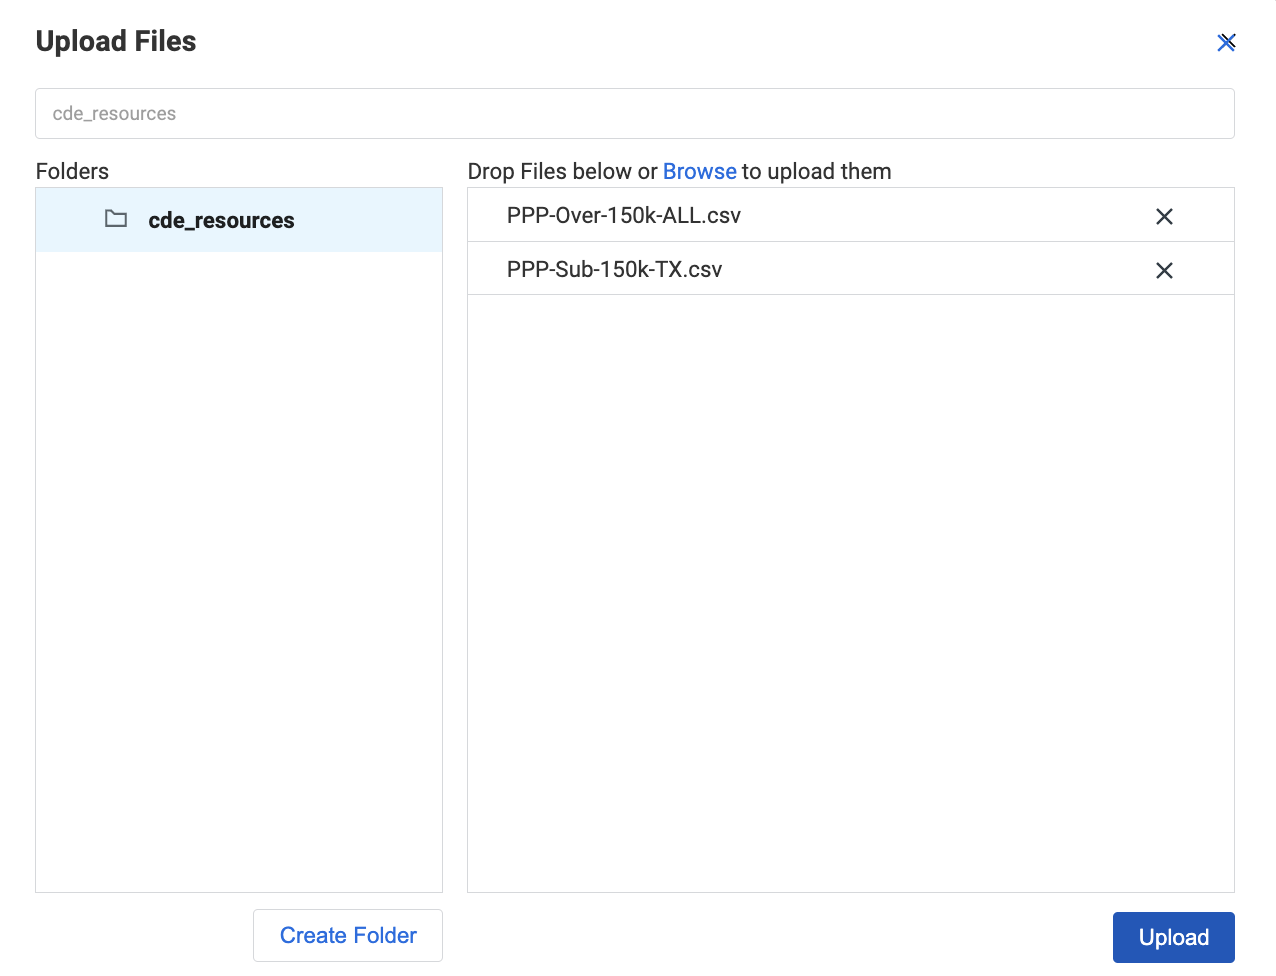 Upload Files
cde_resources
Folders
Drop Files below or Browse to upload them
cde_resources
PPP-Over-150k-ALL.csv
PPP-Sub-150k-TX.csv
Create Folder
Upload